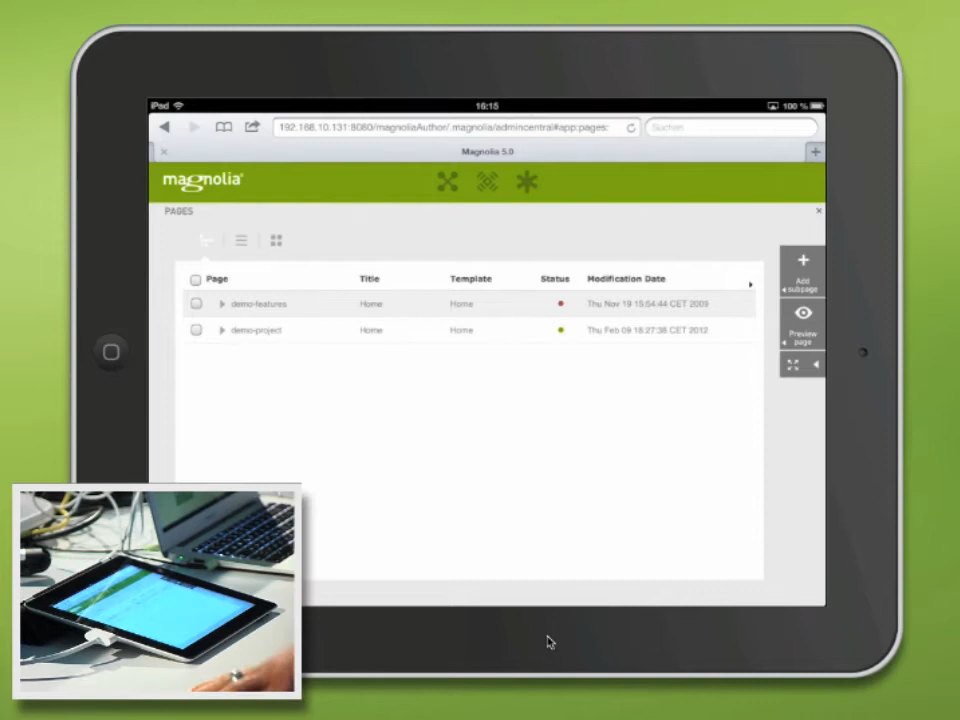 iPad 16:15 100 %
192.168.10.131:8080/magnoliaAuthor/.magnolia/admincentral#app:pages: Suchen
Magnolia 5.0
magnolia
PAGES
Page Title Template Status Modification Date
demo-features Home Home Thu Nov 19 15:54:44 CET 2009
demo-project Home Home Thu Feb 09 18:27:38 CET 2012
Add
subpage
Preview
page